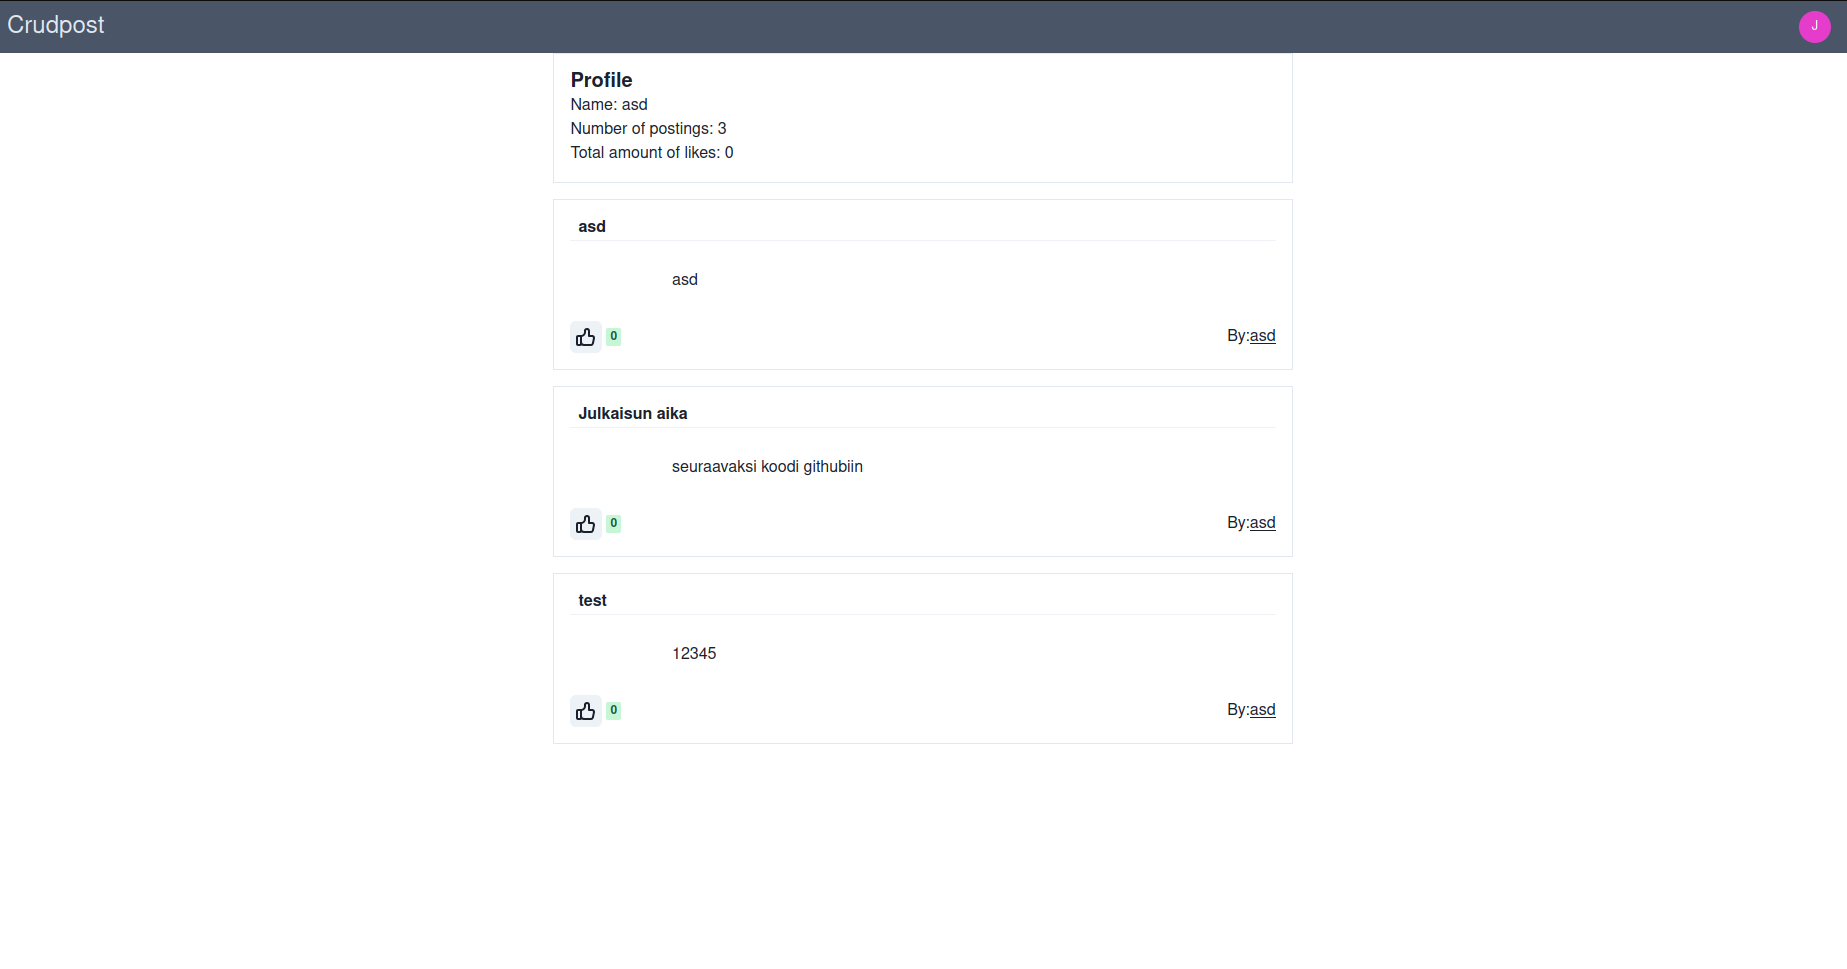 Crudpost
J
Profile
Name: asd
Number of postings: 3
Total amount of likes: 0
asd
asd
0
By:asd
Julkaisun aika
seuraavaksi koodi githubiin
0
By:asd
test
12345
0
By:asd